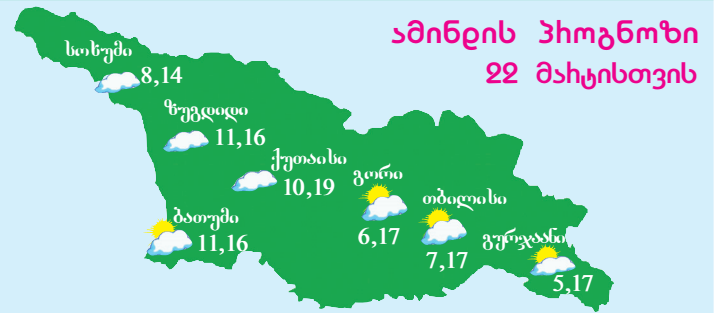 ამინდის პროგნოზი
22 მარტისთვის
სოხუმი
8,14
ზუგდიდი
11,16
ქუთაისი
10,19
გორი
6,17
თბილისი
7,17
ბათუმი
11,16
გურჯაანი
5,17